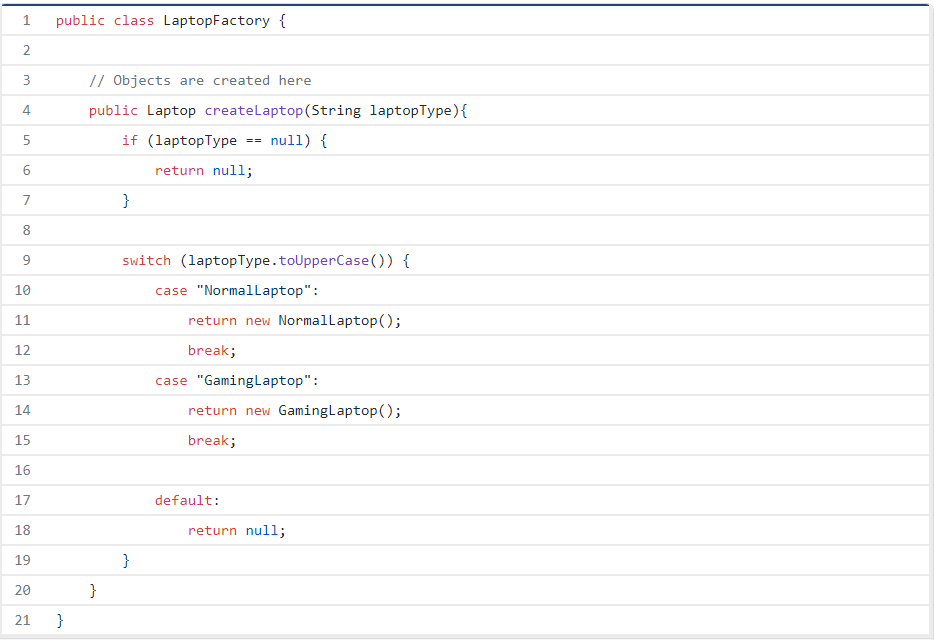 1 public class LaptopFactory {
2
3 // Objects are created here
4 public Laptop createLaptop(String laptopType){
5 if (laptopType == null) {
6 return null;
7 }
8
9 switch (laptopType.toUpperCase()) {
10 case "NormalLaptop":
11 return new NormalLaptop();
12 break;
13 case "GamingLaptop":
14 return new GamingLaptop();
15 break;
16
17 default:
18 return null;
19 }
20 }
21 }